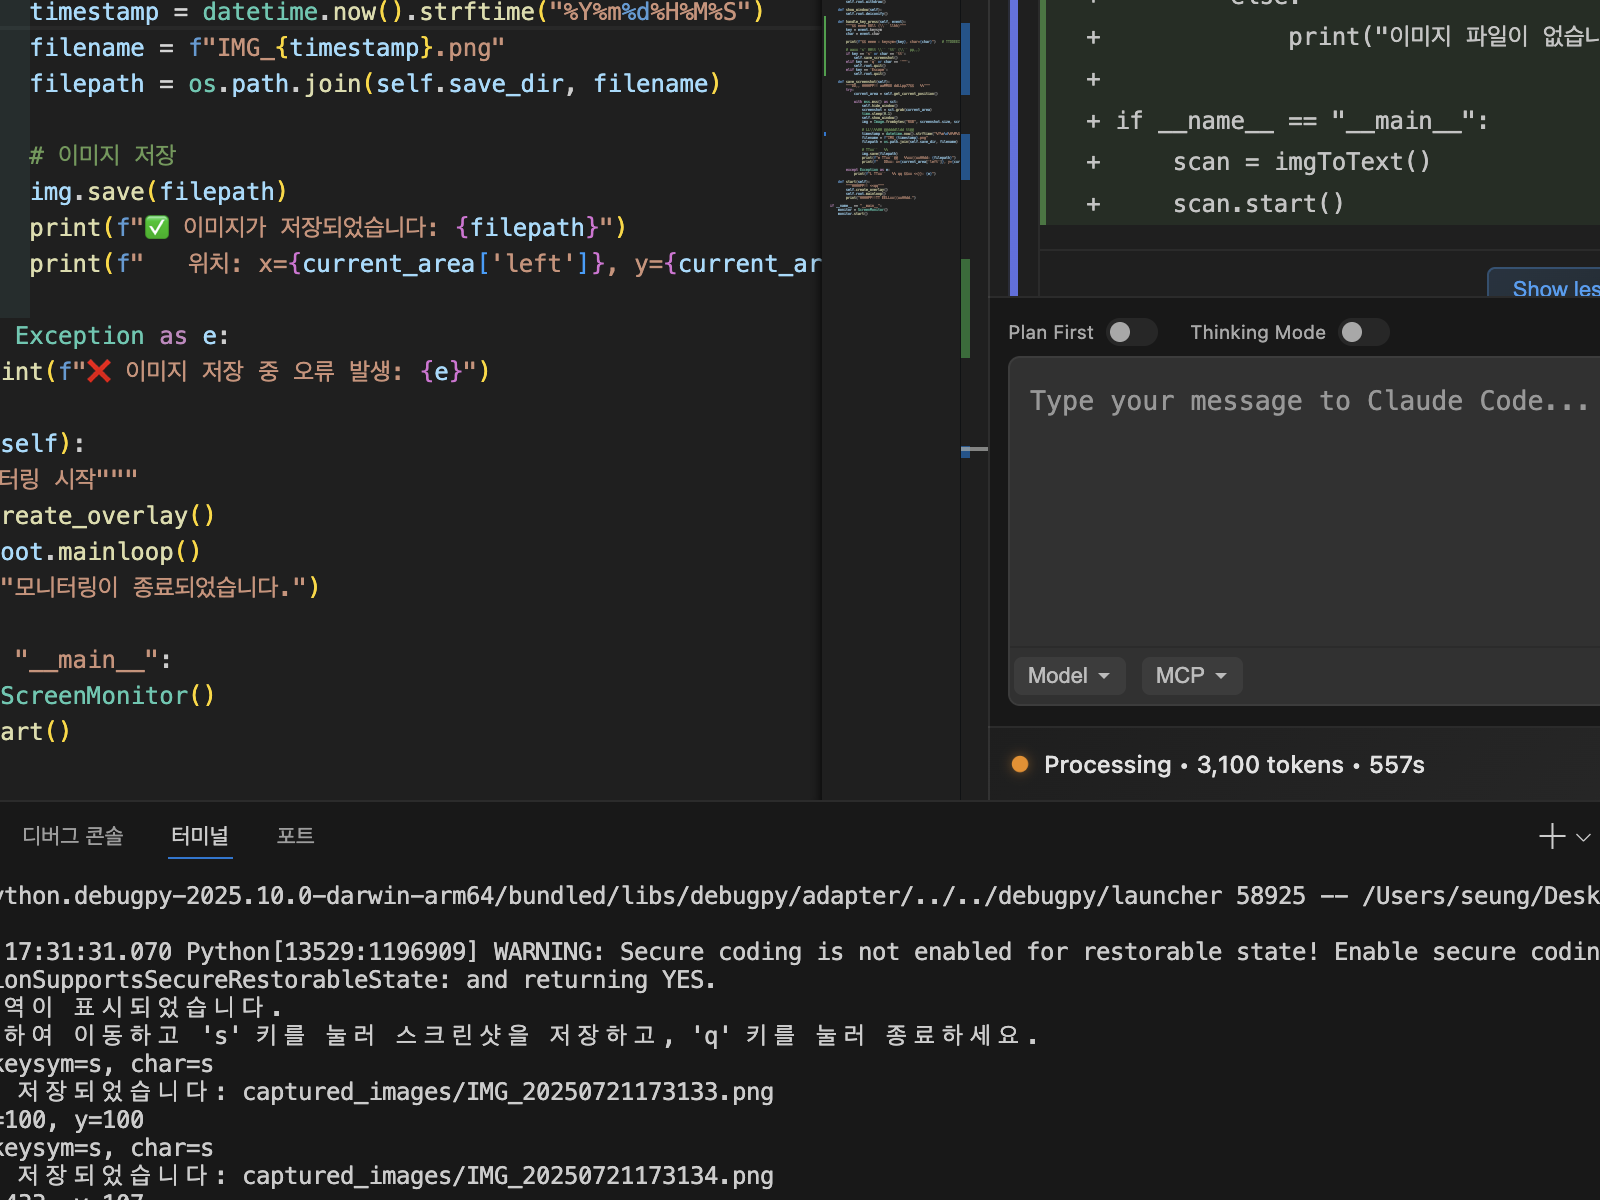 timestamp = datetime.now().strftime("%Y%m%d%H%M%S")
filename = f"IMG_{timestamp}.png"
filepath = os.path.join(self.save_dir, filename)
# 이미지 저장
img.save(filepath)
print(f"✅ 이미지가 저장되었습니다: {filepath}")
print(f"   위치: x={current_area['left']}, y={current_ar
Exception as e:
int(f"❌ 이미지 저장 중 오류 발생: {e}")
self):
터링 시작"""
reate_overlay()
oot.mainloop()
"모니터링이 종료되었습니다.")
"__main__":
ScreenMonitor()
art()
+ else:
+ print("이미지 파일이 없습니
+
+ if __name__ == "__main__":
+ scan = imgToText()
+ scan.start()
Show les
Plan First
Thinking Mode
Type your message to Claude Code...
Model
MCP
Processing • 3,100 tokens • 557s
디버그 콘솔
터미널
포트
ython.debugpy-2025.10.0-darwin-arm64/bundled/libs/debugpy/adapter/../../debugpy/launcher 58925 -- /Users/seung/Desk
17:31:31.070 Python[13529:1196909] WARNING: Secure coding is not enabled for restorable state! Enable secure codin
ionSupportsSecureRestorableState: and returning YES.
역이 표시되었습니다.
하여 이동하고 's' 키를 눌러 스크린샷을 저장하고, 'q' 키를 눌러 종료하세요.
keysym=s, char=s
저장되었습니다: captured_images/IMG_20250721173133.png
=100, y=100
keysym=s, char=s
저장되었습니다: captured_images/IMG_20250721173134.png